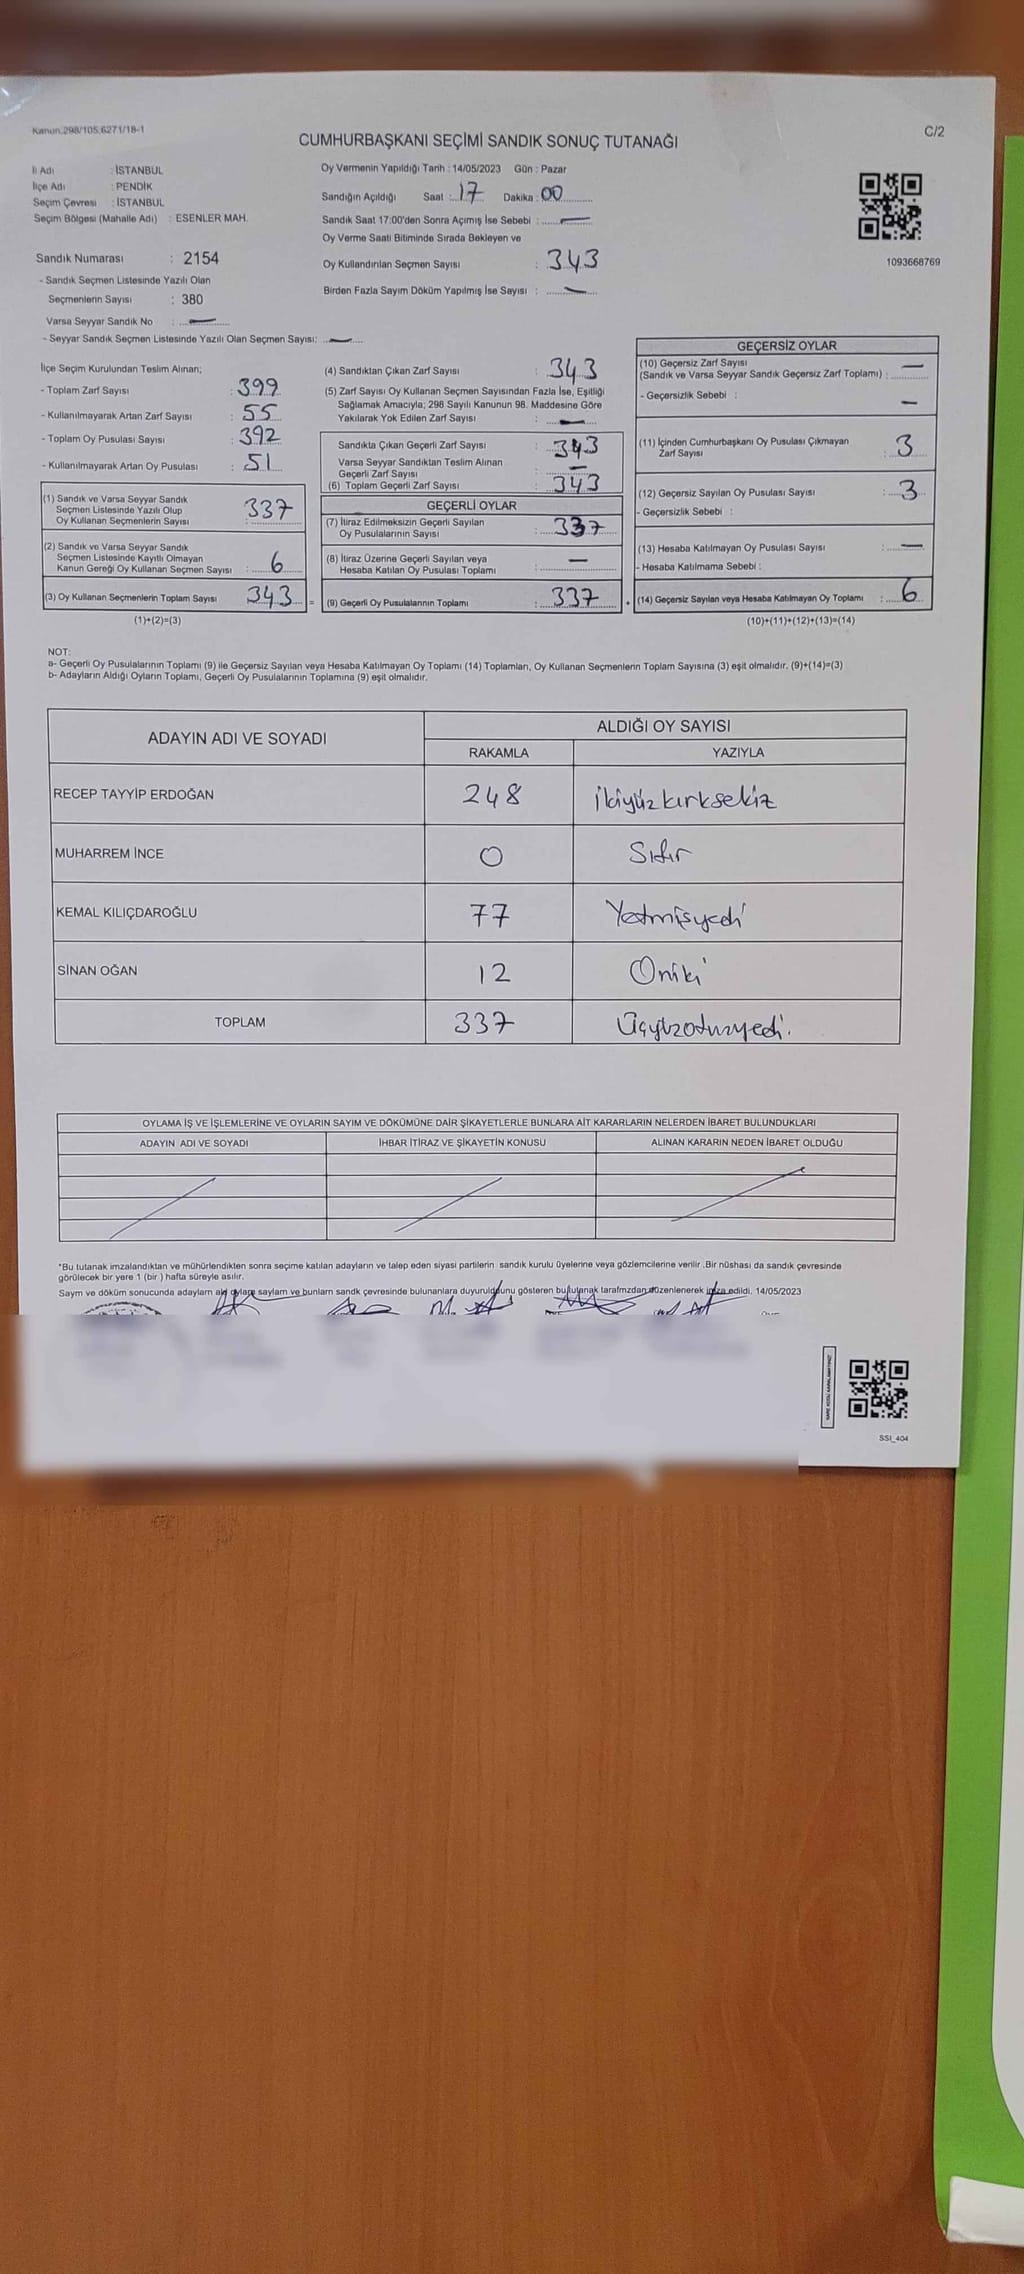 Kanun.298/105,6271/18-1
C/2
CUMHURBAŞKANI SEÇİMİ SANDIK SONUÇ TUTANAĞI
İl Adı : İSTANBUL
İlçe Adı : PENDİK
Seçim Çevresi : İSTANBUL
Seçim Bölgesi (Mahalle Adı) : ESENLER MAH.
Sandık Numarası : 2154
- Sandık Seçmen Listesinde Yazılı Olan
Seçmenlerin Sayısı : 380
Varsa Seyyar Sandık No : —
- Seyyar Sandık Seçmen Listesinde Yazılı Olan Seçmen Sayısı: —
Oy Vermenin Yapıldığı Tarih : 14/05/2023 Gün : Pazar
Sandığın Açıldığı Saat : 17 Dakika : 00
Sandık Saat 17:00'den Sonra Açımış İse Sebebi : —
Oy Verme Saati Bitiminde Sırada Bekleyen ve
Oy Kullandırılan Seçmen Sayısı : 343
Birden Fazla Sayım Döküm Yapılmış İse Sayısı : —
1093668769
İlçe Seçim Kurulundan Teslim Alınan;
- Toplam Zarf Sayısı : 399
- Kullanılmayarak Artan Zarf Sayısı : 55
- Toplam Oy Pusulası Sayısı : 392
- Kullanılmayarak Artan Oy Pusulası : 51
(1) Sandık ve Varsa Seyyar Sandık
Seçmen Listesinde Yazılı Olup
Oy Kullanan Seçmenlerin Sayısı : 337
(2) Sandık ve Varsa Seyyar Sandık
Seçmen Listesinde Kayıtlı Olmayan
Kanun Gereği Oy Kullanan Seçmen Sayısı : 6
(3) Oy Kullanan Seçmenlerin Toplam Sayısı : 343 =
(1)+(2)=(3)
(4) Sandıktan Çıkan Zarf Sayısı : 343
(5) Zarf Sayısı Oy Kullanan Seçmen Sayısından Fazla İse, Eşitliği
Sağlamak Amacıyla; 298 Sayılı Kanunun 98. Maddesine Göre
Yakılarak Yok Edilen Zarf Sayısı : —
Sandıkta Çıkan Geçerli Zarf Sayısı : 343
Varsa Seyyar Sandıktan Teslim Alınan
Geçerli Zarf Sayısı : —
(6) Toplam Geçerli Zarf Sayısı : 343
GEÇERLİ OYLAR
(7) İtiraz Edilmeksizin Geçerli Sayılan
Oy Pusulalarının Sayısı : 337
(8) İtiraz Üzerine Geçerli Sayılan veya
Hesaba Katılan Oy Pusulası Toplamı : —
(9) Geçerli Oy Pusulalarının Toplamı : 337 +
GEÇERSİZ OYLAR
(10) Geçersiz Zarf Sayısı
(Sandık ve Varsa Seyyar Sandık Geçersiz Zarf Toplamı) : —
- Geçersizlik Sebebi : —
(11) İçinden Cumhurbaşkanı Oy Pusulası Çıkmayan
Zarf Sayısı : 3
(12) Geçersiz Sayılan Oy Pusulası Sayısı : 3
- Geçersizlik Sebebi :
(13) Hesaba Katılmayan Oy Pusulası Sayısı : —
- Hesaba Katılmama Sebebi :
(14) Geçersiz Sayılan veya Hesaba Katılmayan Oy Toplamı : 6
(10)+(11)+(12)+(13)=(14)
NOT:
a- Geçerli Oy Pusulalarının Toplamı (9) ile Geçersiz Sayılan veya Hesaba Katılmayan Oy Toplamı (14) Toplamları, Oy Kullanan Seçmenlerin Toplam Sayısına (3) eşit olmalıdır. (9)+(14)=(3)
b- Adayların Aldığı Oyların Toplamı, Geçerli Oy Pusulalarının Toplamına (9) eşit olmalıdır.
ADAYIN ADI VE SOYADI ALDIĞI OY SAYISI
RAKAMLA YAZIYLA
RECEP TAYYİP ERDOĞAN 248 İkiyüzkırksekiz
MUHARREM İNCE 0 Sıfır
KEMAL KILIÇDAROĞLU 77 Yetmişyedi
SİNAN OĞAN 12 Oniki
TOPLAM 337 Üçyüzotuzyedi.
OYLAMA İŞ VE İŞLEMLERİNE VE OYLARIN SAYIM VE DÖKÜMÜNE DAİR ŞİKAYETLERLE BUNLARA AİT KARARLARIN NELERDEN İBARET BULUNDUKLARI
ADAYIN ADI VE SOYADI İHBAR İTİRAZ VE ŞİKAYETİN KONUSU ALINAN KARARIN NEDEN İBARET OLDUĞU
*Bu tutanak imzalandıktan ve mühürlendikten sonra seçime katılan adayların ve talep eden siyasi partilerin sandık kurulu üyelerine veya gözlemcilerine verilir .Bir nüshası da sandık çevresinde
görülecek bir yere 1 (bir ) hafta süreyle asılır.
Sayım ve döküm sonucunda adayların oyların sayıları ve bunların sandık çevresinde bulunanlara duyurulduğunu gösteren bu tutanak tarafımızdan düzenlenerek imza edildi. 14/05/2023
SSI_404